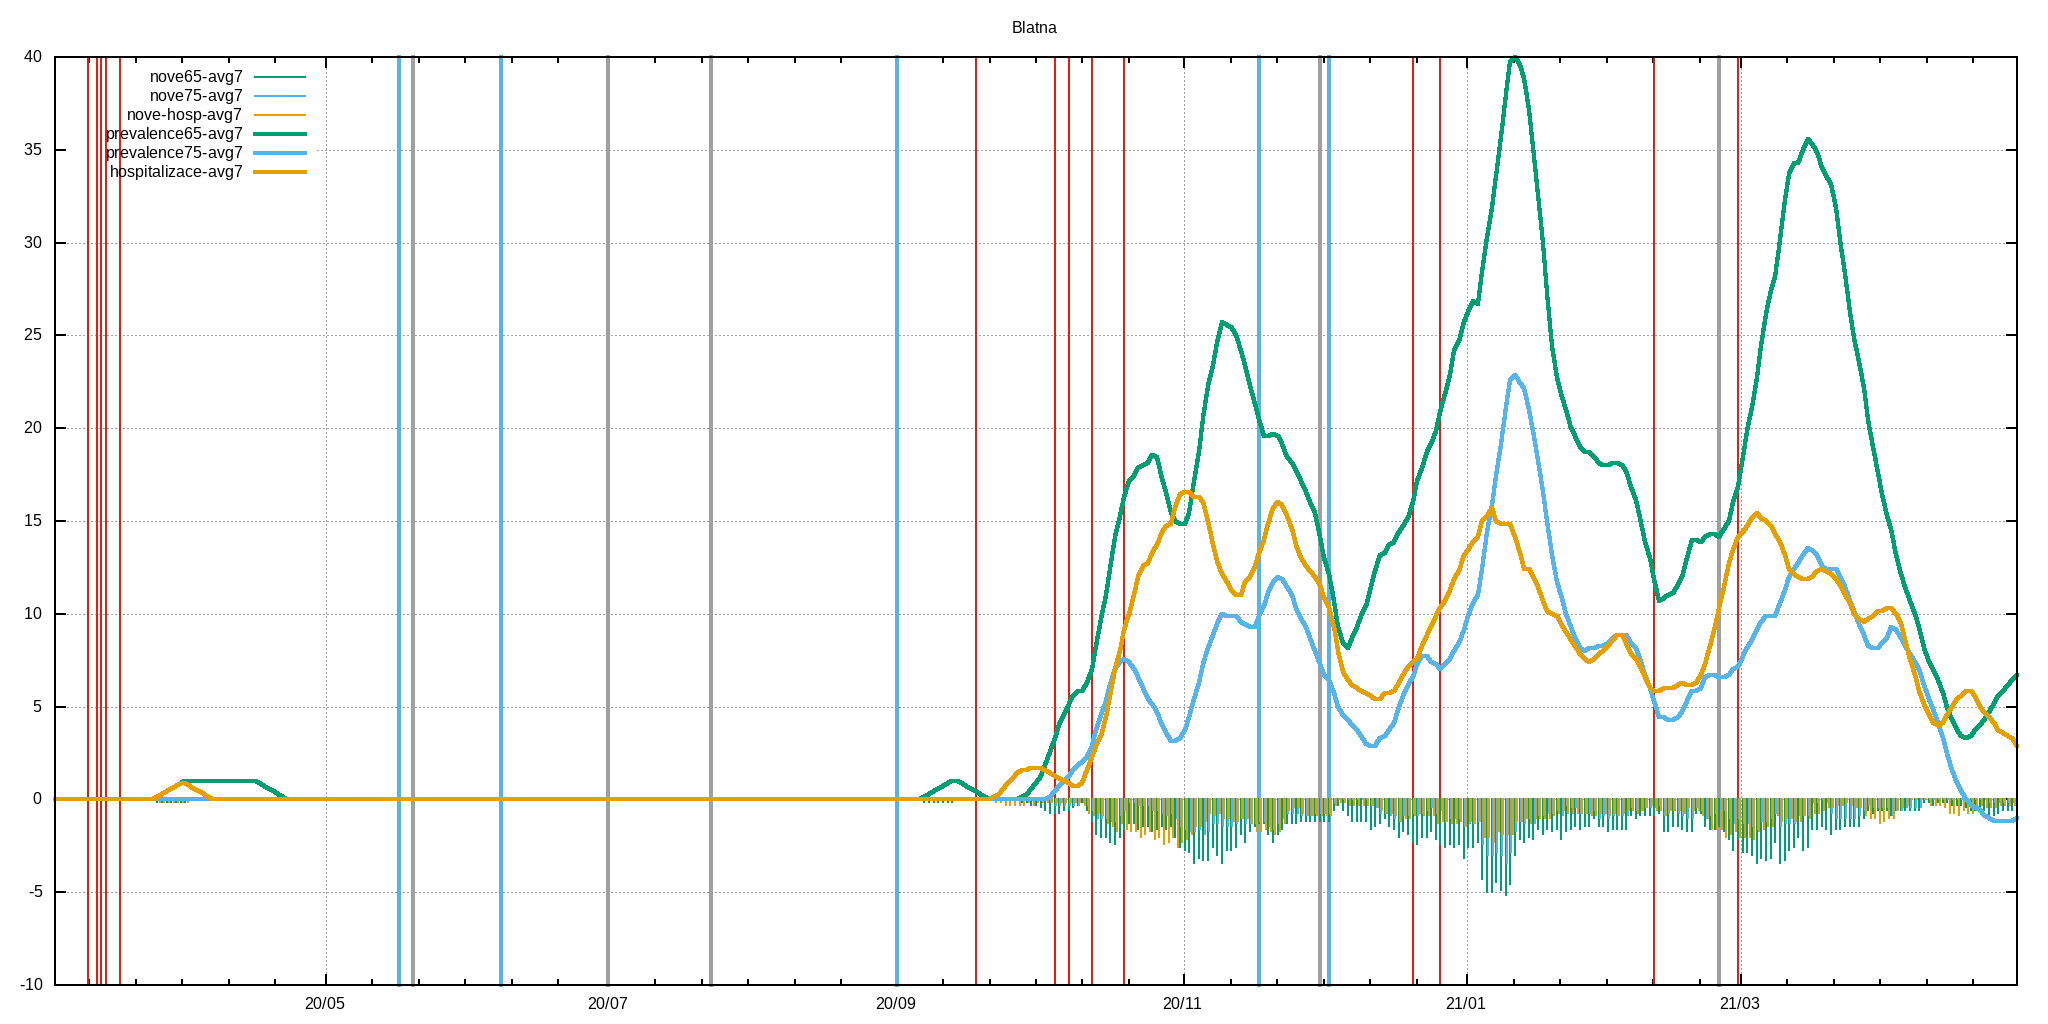 Blatna
40
35
30
25
20
15
10
5
0
-5
-10
nove65-avg7
nove75-avg7
nove-hosp-avg7
prevalence65-avg7
prevalence75-avg7
hospitalizace-avg7
20/05 20/07 20/09 20/11 21/01 21/03